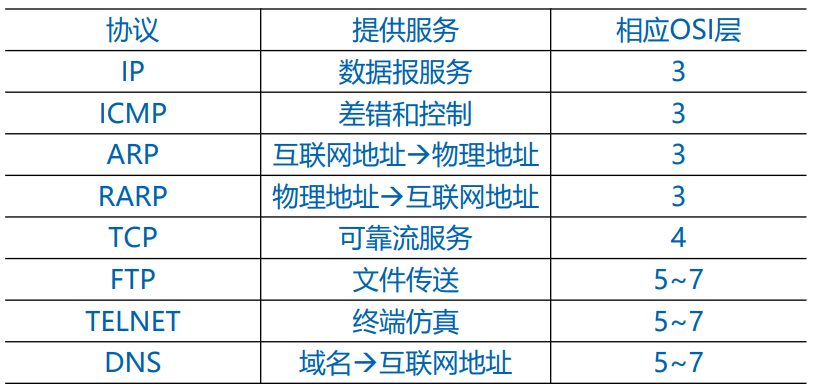 协议 提供服务 相应OSI层
IP 数据报服务 3
ICMP 差错和控制 3
ARP 互联网地址→物理地址 3
RARP 物理地址→互联网地址 3
TCP 可靠流服务 4
FTP 文件传送 5~7
TELNET 终端仿真 5~7
DNS 域名→互联网地址 5~7